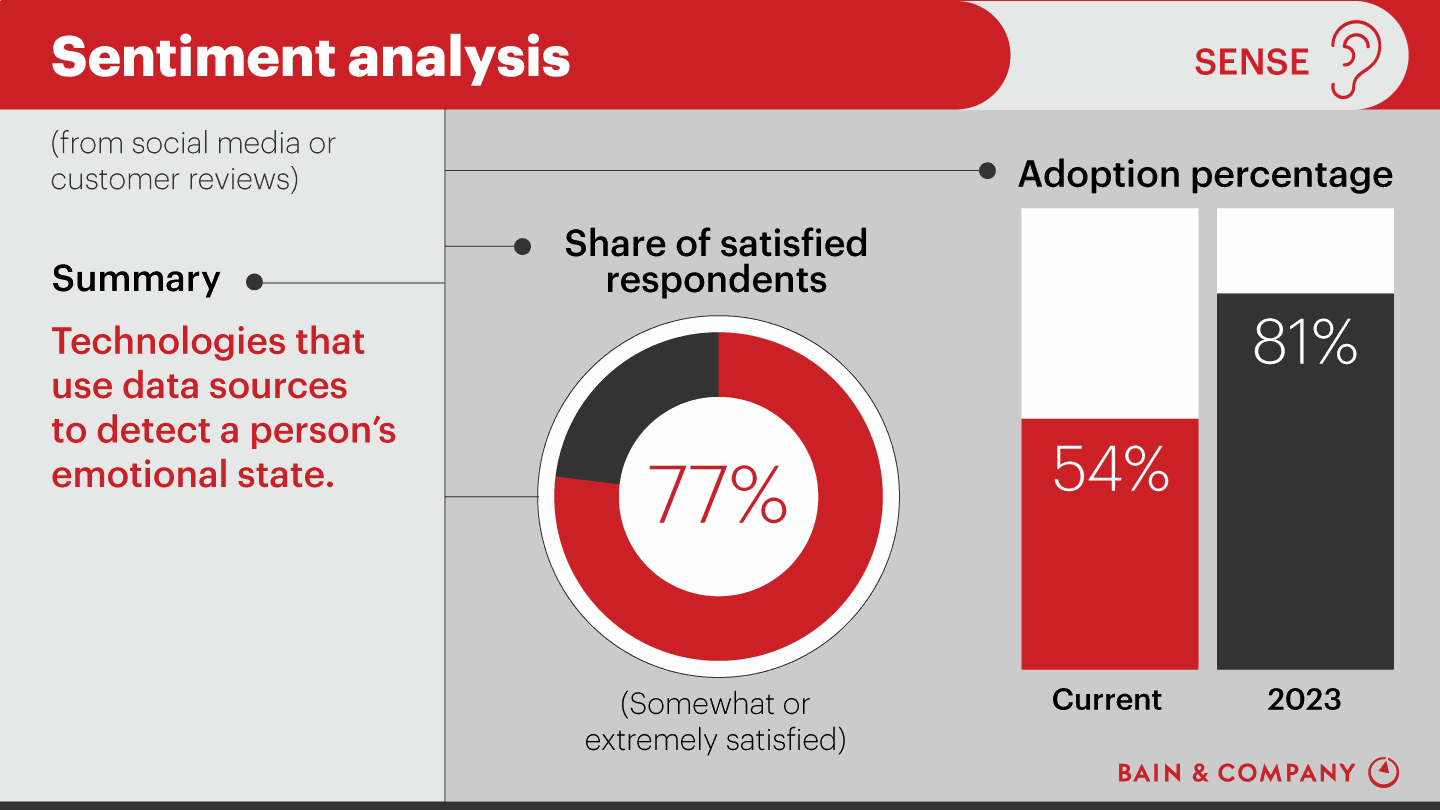 Sentiment analysis
SENSE
(from social media or
customer reviews)
Summary
Technologies that
use data sources
to detect a person’s
emotional state.
Share of satisfied
respondents
77%
(Somewhat or
extremely satisfied)
Adoption percentage
54%
81%
Current
2023
BAIN & COMPANY